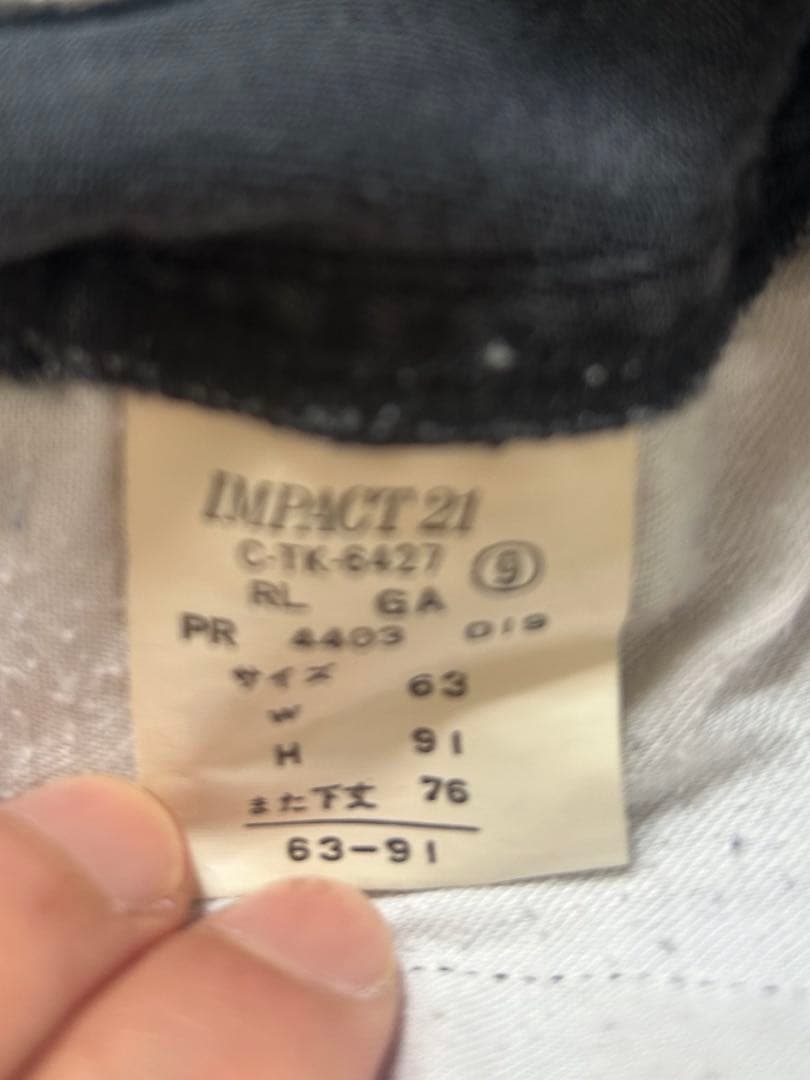 IMPACT 21
C-TK-6427 ⑨
RL GA
PR 4403 019
サイズ
W 63
H 91
また下丈 76
63-91